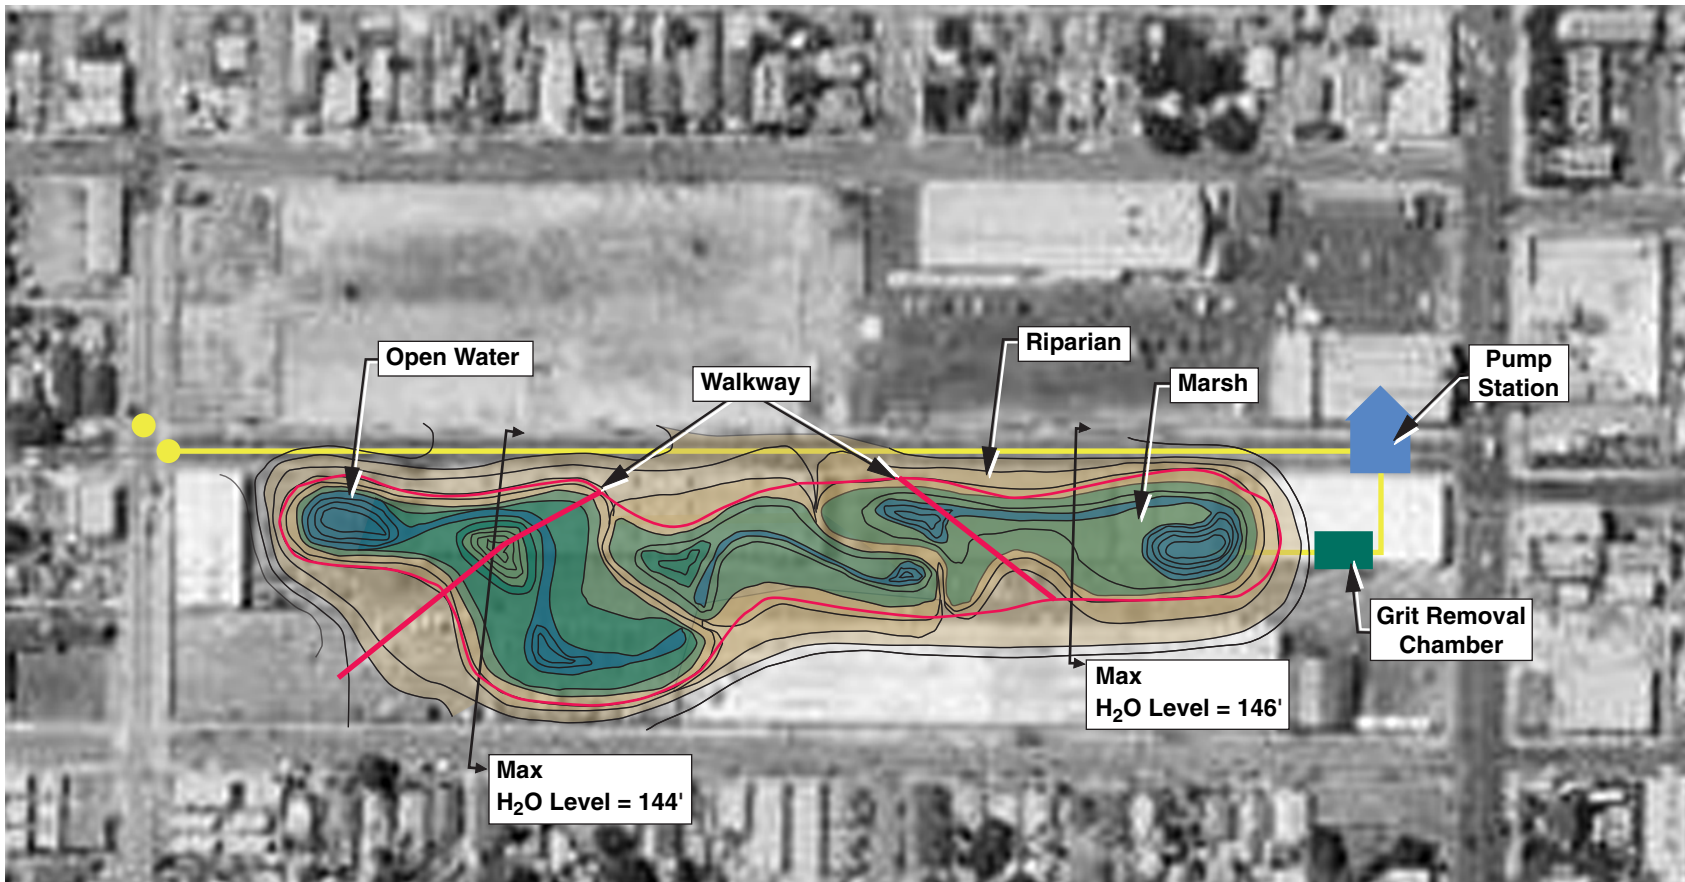 Open Water
Walkway
Riparian
Marsh
Pump
Station
Grit Removal
Chamber
Max
H₂O Level = 146'
Max
H₂O Level = 144'